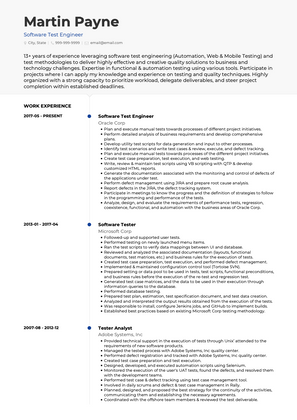 Martin Payne
Software Test Engineer
City, State 999-999-9999 email@email.com
13+ years of experience leveraging software test engineering (Automation, Web & Mobile Testing) and
test methodologies to deliver highly effective and creative quality solutions to business and
technology challenges. Expertise in functional & automation testing using various tools. Participate in
projects where I can apply my knowledge and experience on testing and quality techniques. Highly
organized with a strong capacity to prioritize workload, delegate deliverables, and steer project
completion within established deadlines.
WORK EXPERIENCE
2017-05 - PRESENT
Software Test Engineer
Oracle Corp
Plan and execute manual tests towards processes of different project initiatives.
Perform detailed analysis of business requirements and develop comprehensive
plans.
Develop utility test scripts for data generation and input to other processes.
Identify test scenarios and write test cases & review, execute, and defect tracking.
Plan and execute manual tests towards processes of the different project initiatives.
Create test case preparation, test execution, and web testing.
Write, review & maintain tests scripts using VB scripting with QTP & develop
customized HTML reports.
Generate the documentation associated with the monitoring and control of defects of
the applications under test.
Perform defect management using JIRA and prepare root cause analysis.
Report defects in the JIRA, the defect tracking system.
Participate in meetings to know the progress and the definition of strategies to follow
in the programming of the assigned requirements.
Analyze, design, and evaluate the requirements of performance tests, regression,
coexistence, functional, and automation with the business areas of Oracle Corp.
2013-01 - 2017-04
Software Tester
Microsoft Corp
Followed-up and supported user tests.
Performed testing on newly launched menu items.
Ran the test scripts to verify data mappings between UI and database.
Reviewed and analyzed the associated documentation (layouts, functional
documents, test matrices, etc.) and business rules for the execution of tests.
Created test case preparation, test execution, and performed defect management.
Implemented & maintained configuration control tool (Tortoise SVN).
Prepared setting or data pool to be used in tests, test scripts, functional preconditions,
and business rules before the execution of the re-test and regression test.
Generated test case matrices, and the data to be used in their execution through
information queries to the database.
Performed database testing.
Prepared test plan, estimation, test specification document, and test data creation.
Analyzed and interpreted the output results obtained from the execution of the tests.
Was responsible to install, configure Jenkins jobs, and GitHub to implement builds.
Established best practices based on existing Microsoft Corp testing methodology.
2007-08 - 2012-12
Tester Analyst
Adobe Systems, Inc
Provided technical support in the execution of tests through UNIX attended to the
requirements of new software products.
Managed the tested process with Adobe Systems, Inc quality center.
Performed defect registration and tracked with Adobe Systems, Inc quality center.
Created test case preparation and test execution.
Designed, developed, and executed automation scripts using Selenium.
Monitored the execution of the user's UAT tests, found the defects, and resolved them
with the development teams.
Performed test case & defect tracking using test case management tool.
Involved in daily scrums and defect & test case management in Rally.
Planned, designed, and proposed the best strategy for the continuity of the activities,
communicating them and establishing the necessary agreements.
Coordinated with the offshore team members & reviewed the test deliverable.